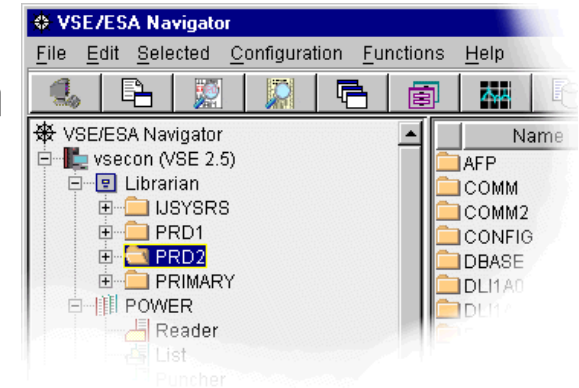 VSE/ESA Navigator
File Edit Selected Configuration Functions Help
VSE/ESA Navigator
vsecon (VSE 2.5)
Librarian
IJSYSRS
PRD1
PRD2
PRIMARY
POWER
Reader
List
Puncher
Name
AFP
COMM
COMM2
CONFIG
DBASE
DLI1A0